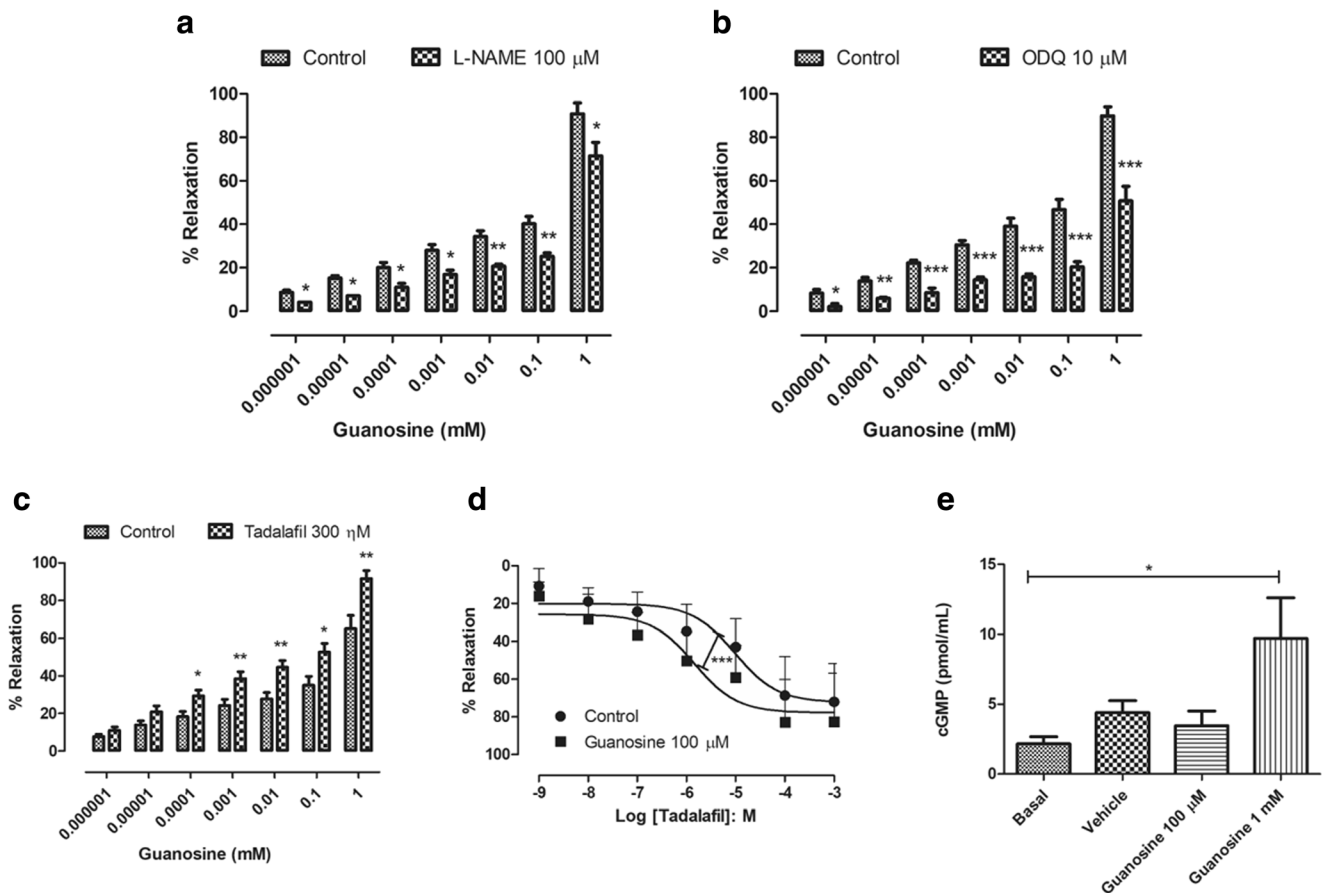 a
Control L-NAME 100 μM
% Relaxation
100
80
60
40
20
0
* * * * ** ** *
0.000001 0.00001 0.0001 0.001 0.01 0.1 1
Guanosine (mM)
b
Control ODQ 10 μM
% Relaxation
100
80
60
40
20
0
* ** *** *** *** *** ***
0.000001 0.00001 0.0001 0.001 0.01 0.1 1
Guanosine (mM)
c
Control Tadalafil 300 ηM
% Relaxation
100
80
60
40
20
0
* ** ** * **
0.000001 0.00001 0.0001 0.001 0.01 0.1 1
Guanosine (mM)
d
% Relaxation
0
20
40
60
80
100
***
Control
Guanosine 100 μM
-9 -8 -7 -6 -5 -4 -3
Log [Tadalafil]: M
e
cGMP (pmol/mL)
15
10
5
0
*
Basal Vehicle Guanosine 100 μM Guanosine 1 mM